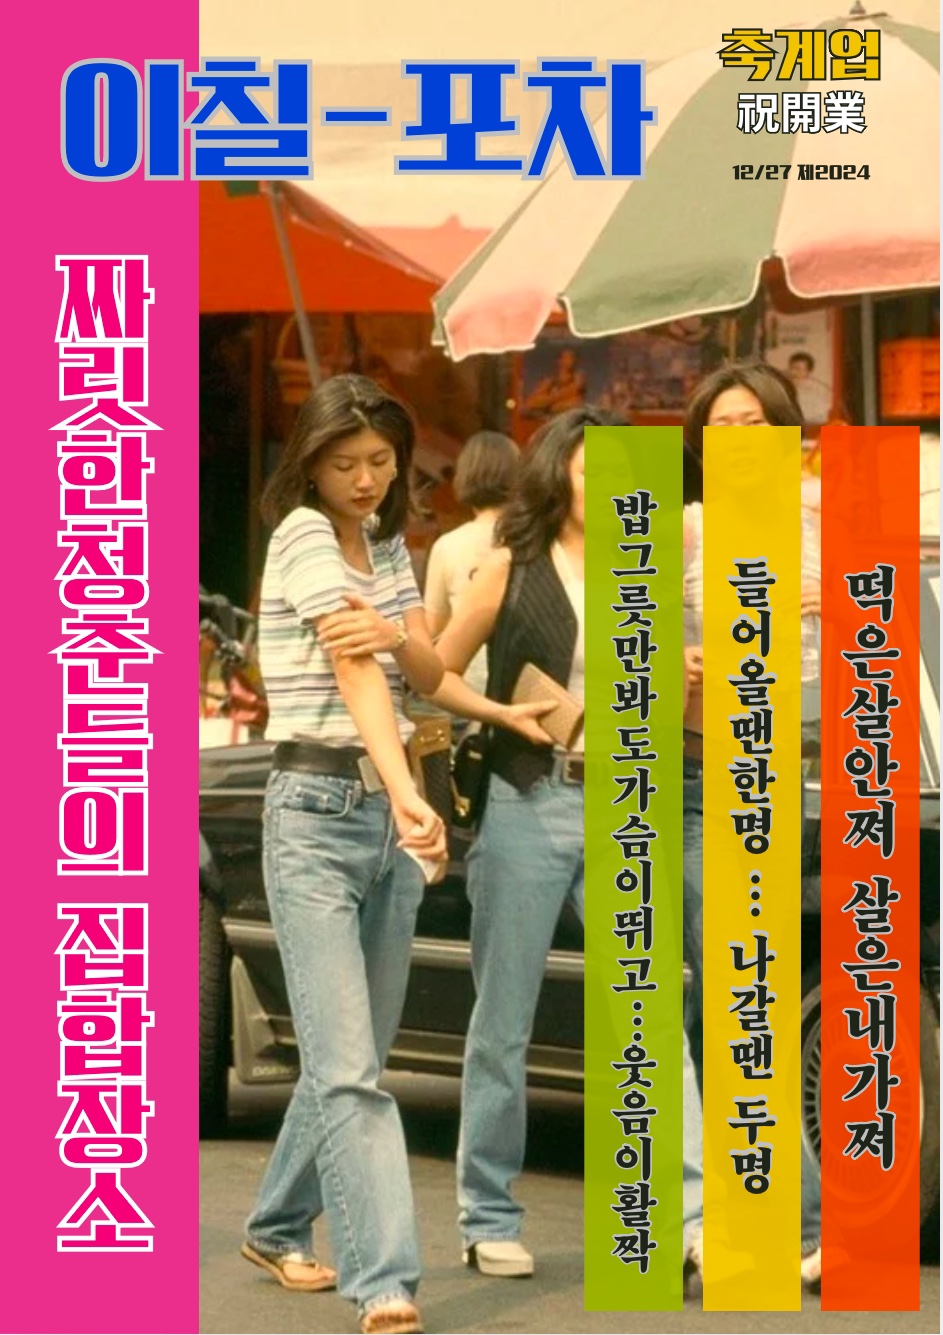 이칠-포차
축계업
祝開業
12/27 제2024
짜릿한청춘들의 집합장소
밥그릇만봐도가슴이뛰고...웃음이활짝
들어올땐한명... 나갈땐 두명
떡은살안쪄 살은내가쪄